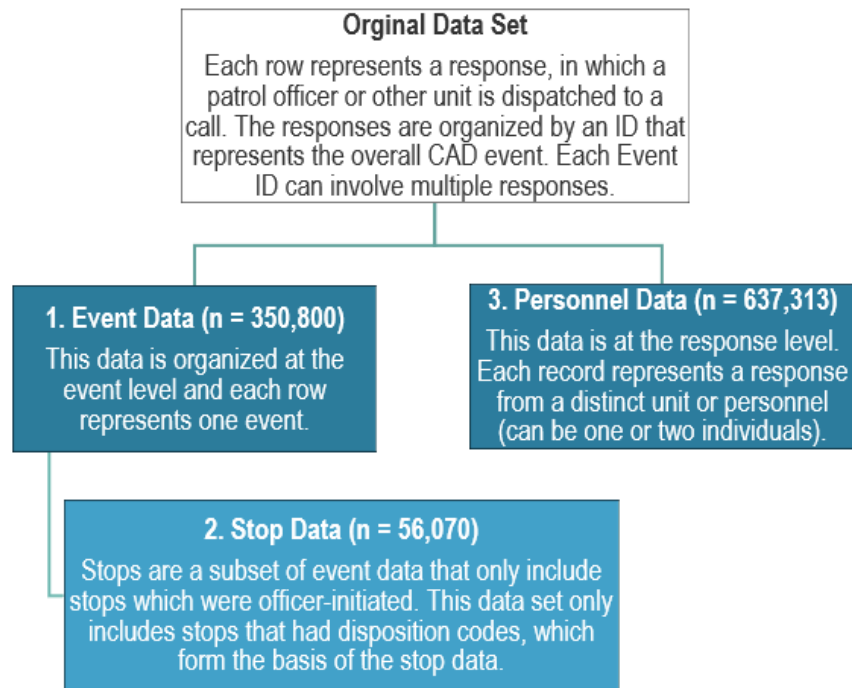 Orginal Data Set
Each row represents a response, in which a
patrol officer or other unit is dispatched to a
call. The responses are organized by an ID that
represents the overall CAD event. Each Event
ID can involve multiple responses.
1. Event Data (n = 350,800)
This data is organized at the
event level and each row
represents one event.
3. Personnel Data (n = 637,313)
This data is at the response level.
Each record represents a response
from a distinct unit or personnel
(can be one or two individuals).
2. Stop Data (n = 56,070)
Stops are a subset of event data that only include
stops which were officer-initiated. This data set only
includes stops that had disposition codes, which
form the basis of the stop data.